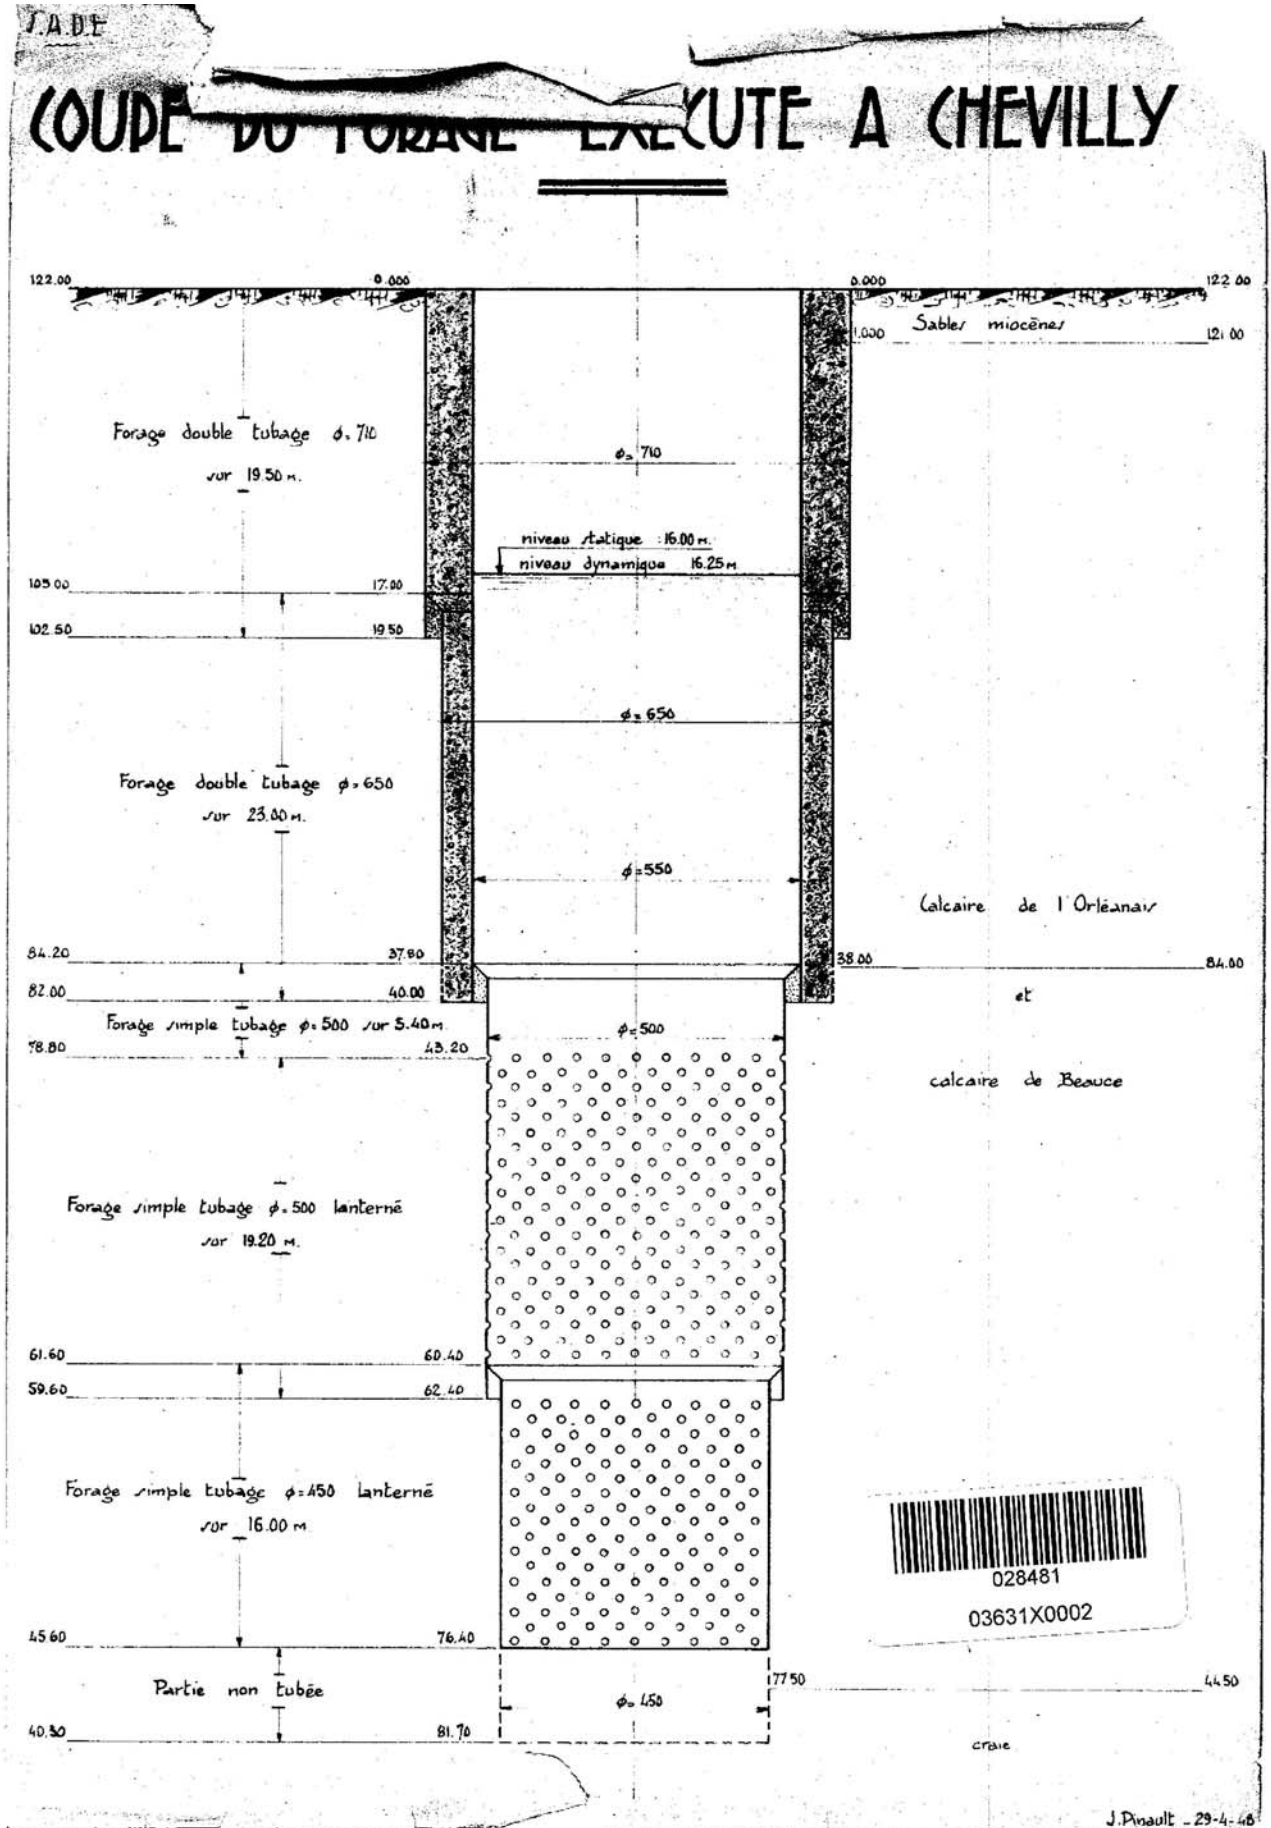 S.A.D.E
COUPE DU FORAGE EXECUTE A CHEVILLY
122.00 0.000 0.000 122.00
Sables miocènes
1.000 121.00
Forage double tubage φ=710
sur 19.50 M.
φ=710
niveau statique :16.00 M.
niveau dynamique 16.25 M
105.00 17.00
102.50 19.50
φ=650
Forage double tubage φ=650
sur 23.00 M.
φ=550
Calcaire de l'Orléanais
84.20 37.80 38.00 84.00
82.00 40.00
et
Forage simple tubage φ=500 sur 5.40 M.
φ=500
78.80 43.20
calcaire de Beauce
Forage simple tubage φ=500 lanterné
sur 19.20 M.
61.60 60.40
59.60 62.40
Forage simple tubage φ=450 lanterné
sur 16.00 M.
028481
03631X0002
45.60 76.40
Partie non tubée
φ=450
77.50 44.50
40.30 81.70
craie
J. Pinault - 29-4-48